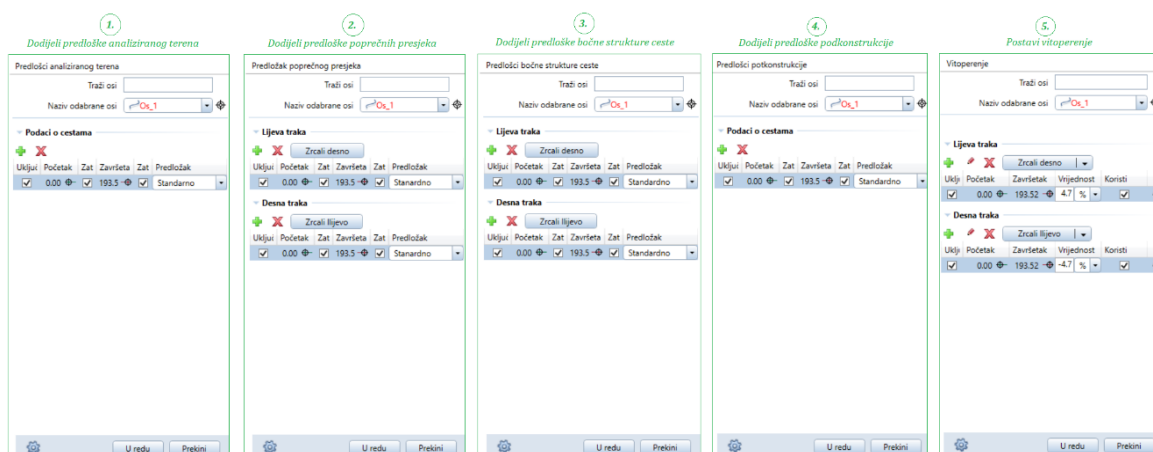 1.
Dodijeli predloške analiziranog terena
Predlošci analiziranog terena
Traži osi
Naziv odabrane osi Os_1
Podaci o cestama
Uključ Početak Zat Završeta Zat Predložak
0.00 193.5 Standarno
U redu Prekini
2.
Dodijeli predloške poprečnih presjeka
Predložak poprečnog presjeka
Traži osi
Naziv odabrane osi Os_1
Lijeva traka
Zrcali desno
Uključ Početak Zat Završeta Zat Predložak
0.00 193.5 Stanardno
Desna traka
Zrcali llijevo
Uključ Početak Zat Završeta Zat Predložak
0.00 193.5 Stanardno
U redu Prekini
3.
Dodijeli predloške bočne strukture ceste
Predlošci bočne strukture ceste
Traži osi
Naziv odabrane osi Os_1
Lijeva traka
Zrcali desno
Uključ Početak Zat Završeta Zat Predložak
0.00 193.5 Standardno
Desna traka
Zrcali llijevo
Uključ Početak Zat Završeta Zat Predložak
0.00 193.5 Standardno
U redu Prekini
4.
Dodijeli predloške podkonstrukcije
Predlošci potkonstrukcije
Traži osi
Naziv odabrane osi Os_1
Podaci o cestama
Uključ Početak Zat Završeta Zat Predložak
0.00 193.5 Standardno
U redu Prekini
5.
Postavi vitoperenje
Vitoperenje
Traži osi
Naziv odabrane osi Os_1
Lijeva traka
Zrcali desno
Uklju Početak Završetak Vrijednost Koristi
0.00 193.52 4.7 %
Desna traka
Zrcali llijevo
Uklju Početak Završetak Vrijednost Koristi
0.00 193.52 -4.7 %
U redu Prekini